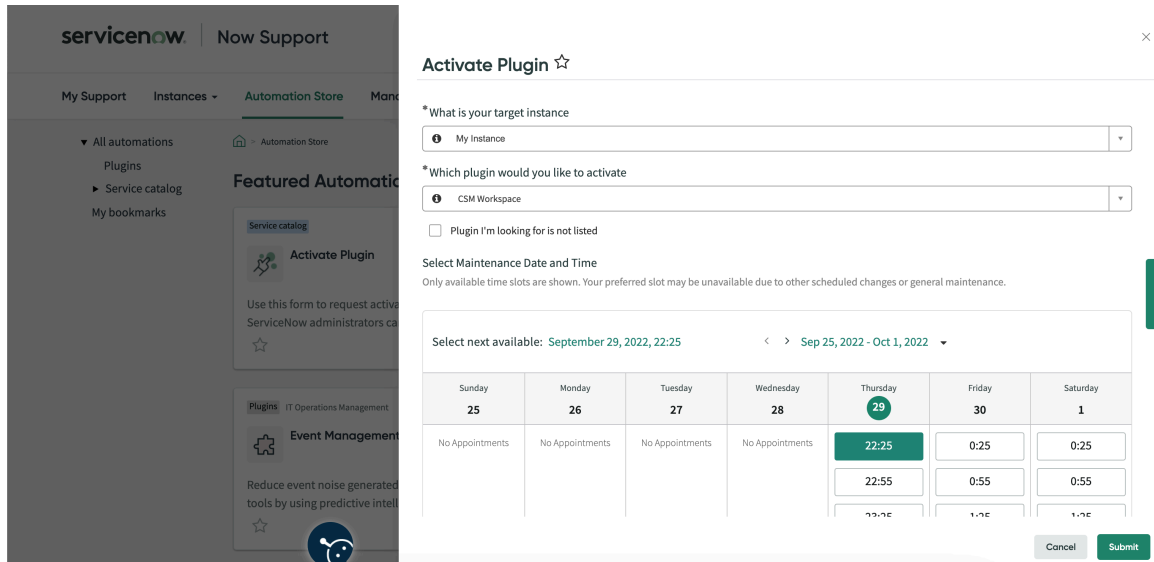 servicenow. Now Support
My Support Instances Automation Store
All automations
Plugins
Service catalog
My bookmarks
Automation Store
Featured
Service catalog
Activate Plugin
Use this form to request
ServiceNow administrators
Plugins IT Operations Management
Event Management
Reduce event noise generated
tools by using predictive
Activate Plugin
*What is your target instance
My Instance
*Which plugin would you like to activate
CSM Workspace
Plugin I'm looking for is not listed
Select Maintenance Date and Time
Only available time slots are shown. Your preferred slot may be unavailable due to other scheduled changes or general maintenance.
Select next available: September 29, 2022, 22:25 < > Sep 25, 2022 - Oct 1, 2022
Sunday Monday Tuesday Wednesday Thursday Friday Saturday
25 26 27 28 29 30 1
No Appointments No Appointments No Appointments No Appointments 22:25 0:25 0:25
22:55 0:55 0:55
23:25 1:25 1:25
Cancel Submit